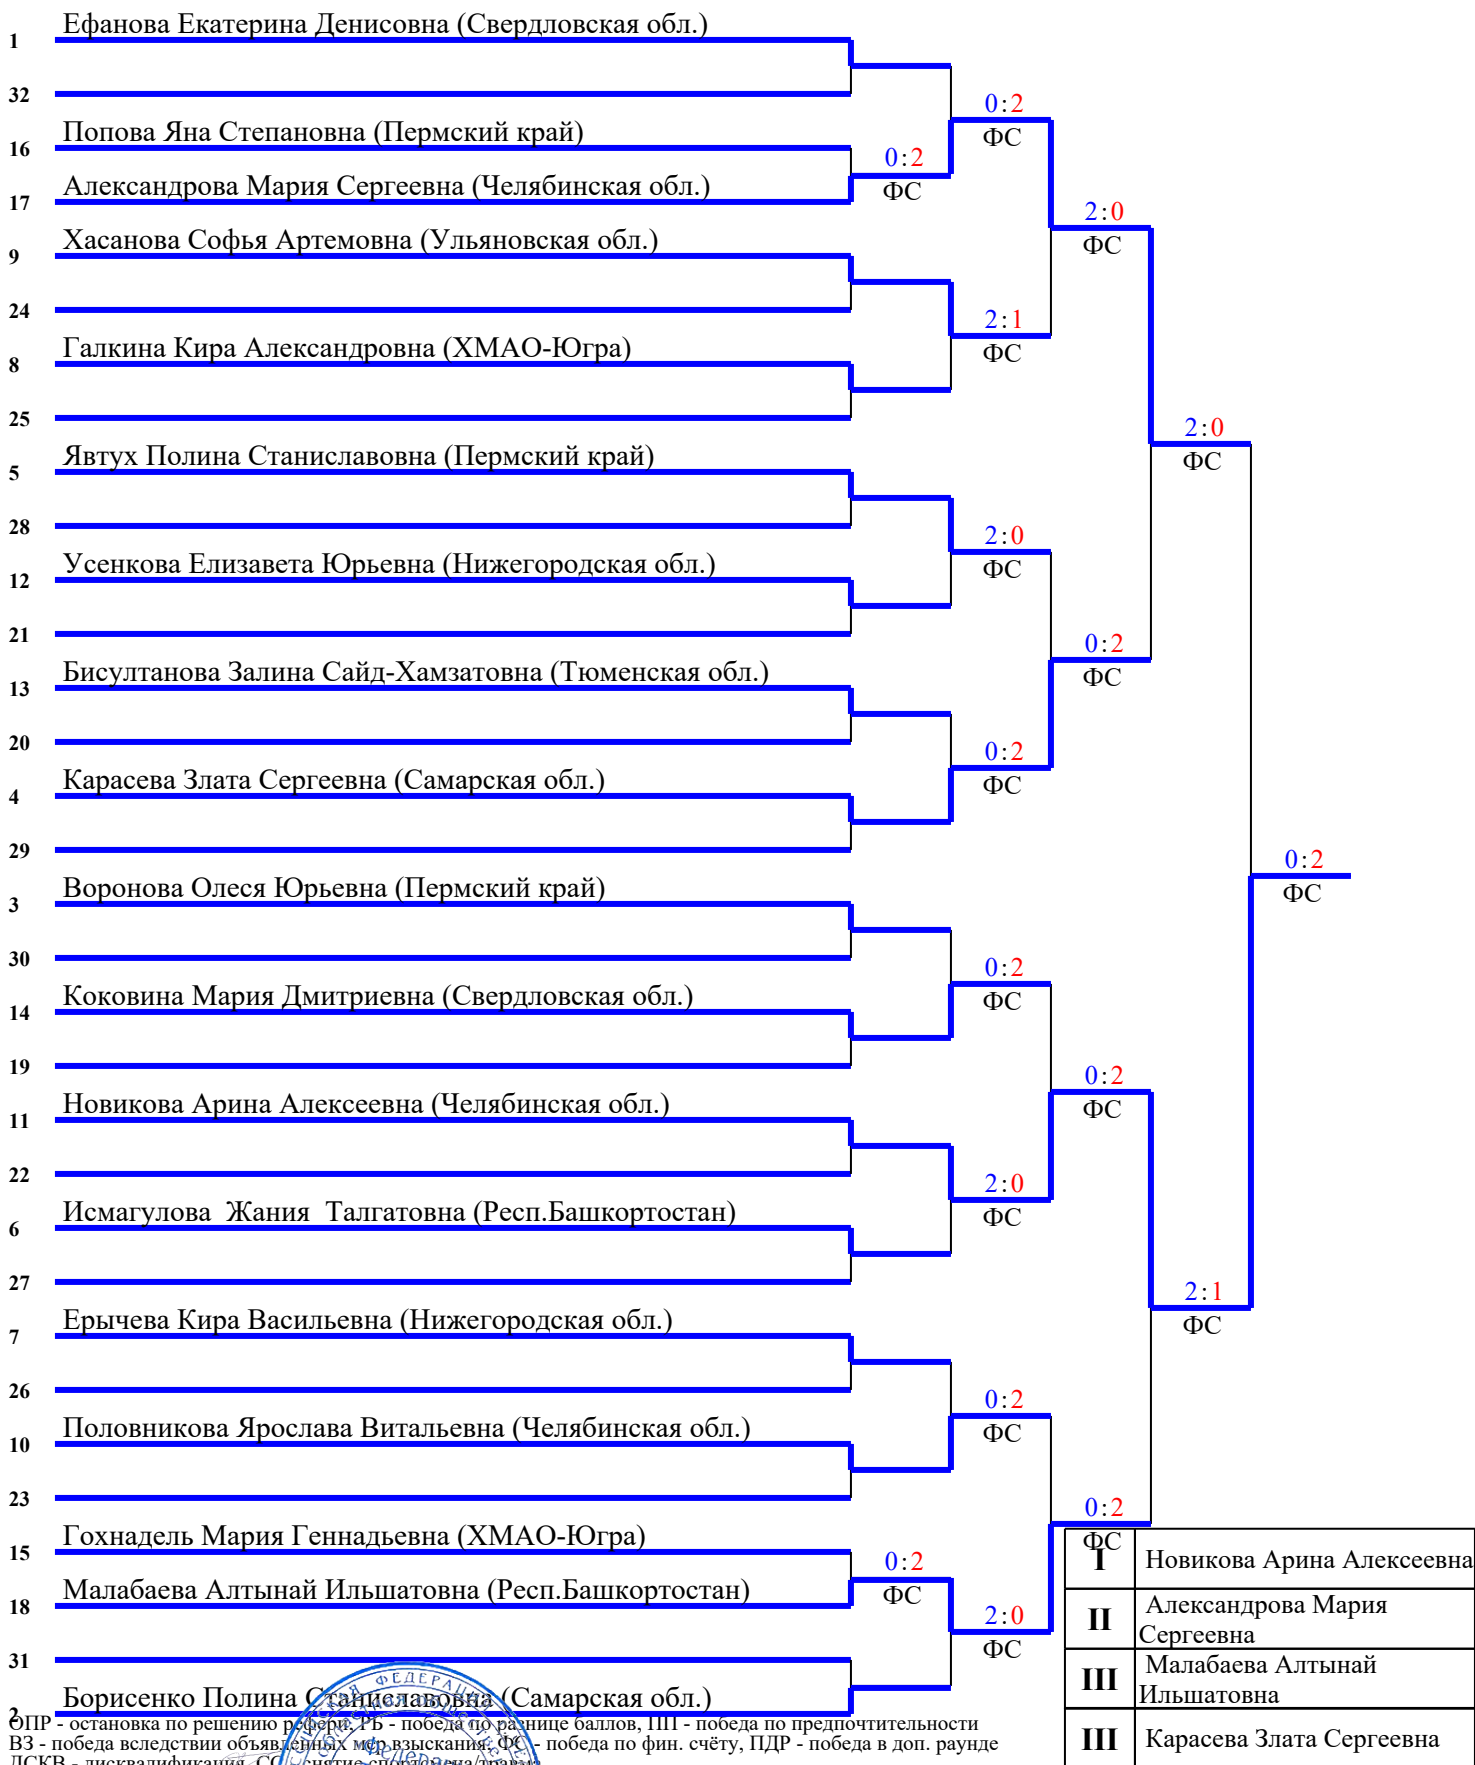 Ефанова Екатерина Денисовна (Свердловская обл.)
1
32
0:2
ФС
Попова Яна Степановна (Пермский край)
16
0:2
ФС
Александрова Мария Сергеевна (Челябинская обл.)
17
2:0
ФС
Хасанова Софья Артемовна (Ульяновская обл.)
9
24
2:1
ФС
Галкина Кира Александровна (ХМАО-Югра)
8
25
2:0
ФС
Явтух Полина Станиславовна (Пермский край)
5
28
2:0
ФС
Усенкова Елизавета Юрьевна (Нижегородская обл.)
12
21
0:2
ФС
Бисултанова Залина Сайд-Хамзатовна (Тюменская обл.)
13
20
0:2
ФС
Карасева Злата Сергеевна (Самарская обл.)
4
29
0:2
ФС
Воронова Олеся Юрьевна (Пермский край)
3
30
0:2
ФС
Коковина Мария Дмитриевна (Свердловская обл.)
14
19
0:2
ФС
Новикова Арина Алексеевна (Челябинская обл.)
11
22
2:0
ФС
Исмагулова Жания Талгатовна (Респ.Башкортостан)
6
27
2:1
ФС
Ерычева Кира Васильевна (Нижегородская обл.)
7
26
0:2
ФС
Половникова Ярослава Витальевна (Челябинская обл.)
10
23
0:2
ФС
Гохнадель Мария Геннадьевна (ХМАО-Югра)
15
0:2
ФС
Малабаева Алтынай Ильшатовна (Респ.Башкортостан)
18
2:0
ФС
31
Борисенко Полина Станиславовна (Самарская обл.)
2
I Новикова Арина Алексеевна
II Александрова Мария
Сергеевна
III Малабаева Алтынай
Ильшатовна
III Карасева Злата Сергеевна
ОПР - остановка по решению рефери, РБ - победа по разнице баллов, ПП - победа по предпочтительности
ВЗ - победа вследствии объявленных мер взыскания, ФС - победа по фин. счёту, ПДР - победа в доп. раунде
ДСКВ - дисквалификация, СС - снятие спортсмена/травма